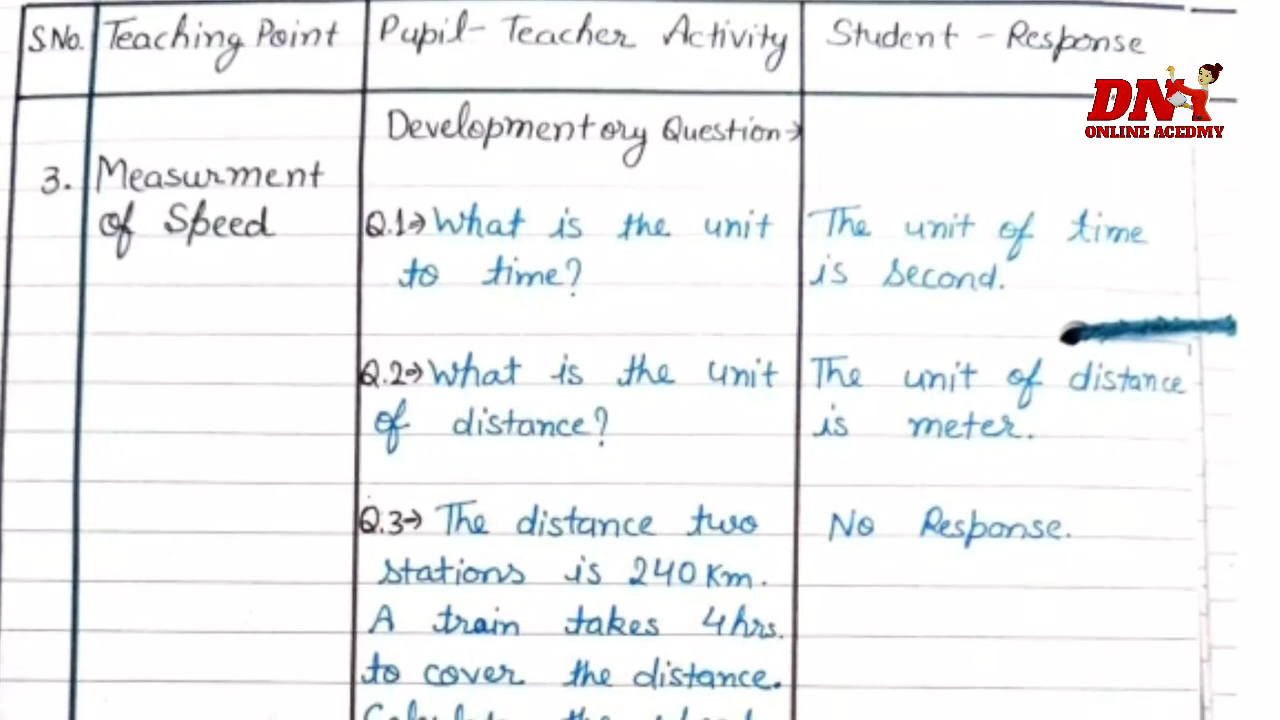 S.No. Teaching Point Pupil- Teacher Activity Student - Response
DNA
ONLINE ACEDMY
Developmentory Question→
3. Measurment
of Speed
Q.1→ What is the unit
to time?
The unit of time
is second.
Q.2→ What is the unit
of distance?
The unit of distance
is meter.
Q.3→ The distance two
stations is 240 Km.
A train takes 4hrs.
to cover the distance.
No Response.